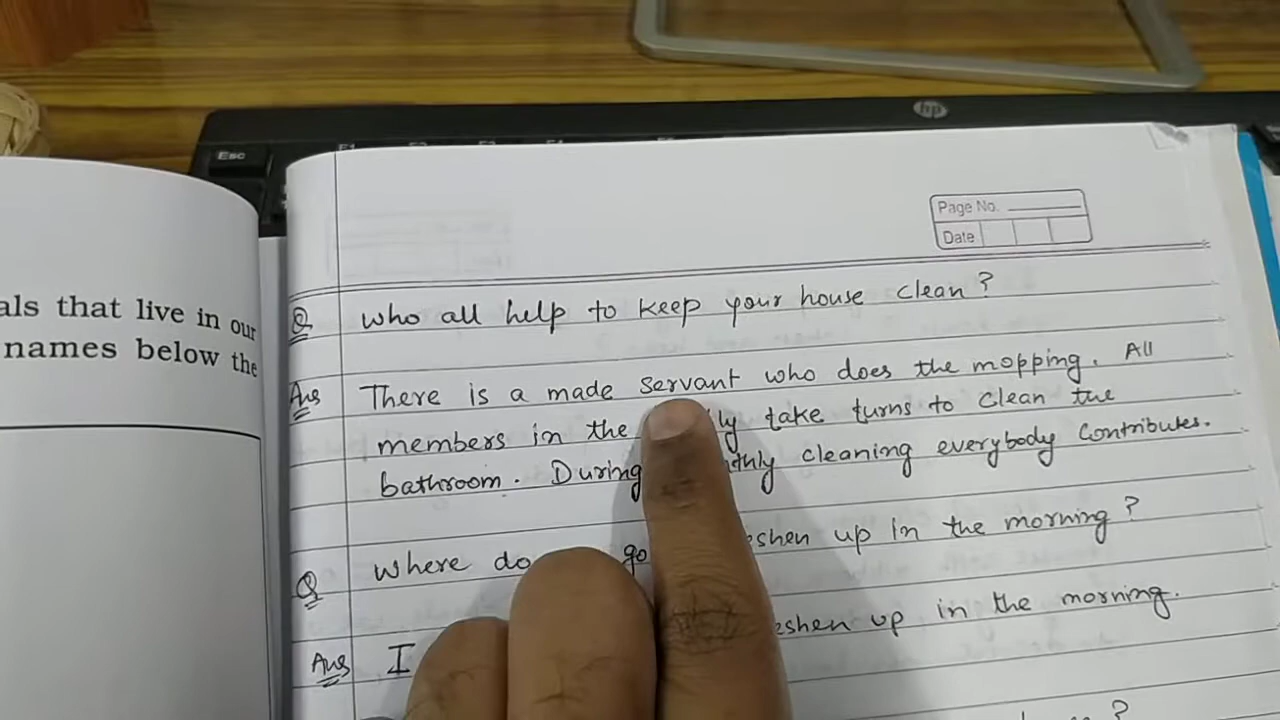 hp
Esc
Page No.
Date
als that live in our
names below the
Q Who all help to keep your house clean?
Ans There is a made servant who does the mopping. All
members in the take turns to clean the
bathroom. During cleaning everybody contributes.
Q Where do go up in the morning?
Ans I up in the morning.
?